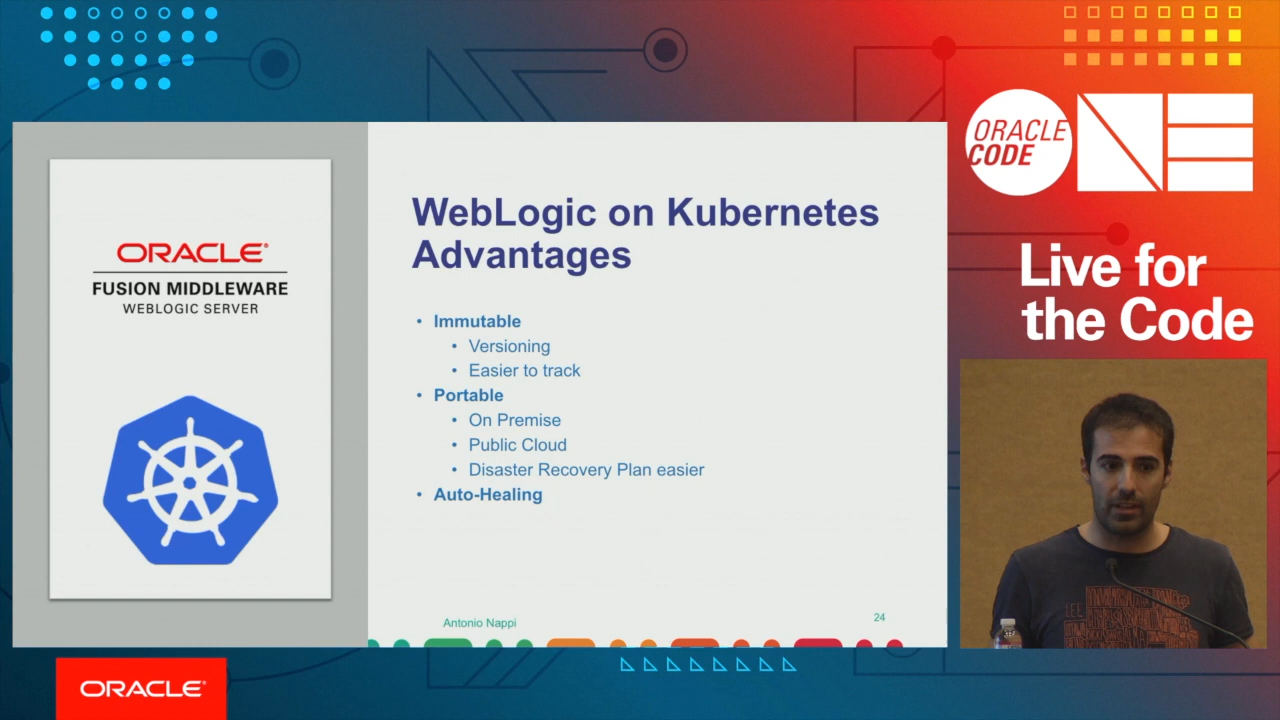 ORACLE
FUSION MIDDLEWARE
WEBLOGIC SERVER
WebLogic on Kubernetes
Advantages
• Immutable
• Versioning
• Easier to track
• Portable
• On Premise
• Public Cloud
• Disaster Recovery Plan easier
• Auto-Healing
Antonio Nappi
24
ORACLE
CODE
ONE
Live for
the Code
ORACLE